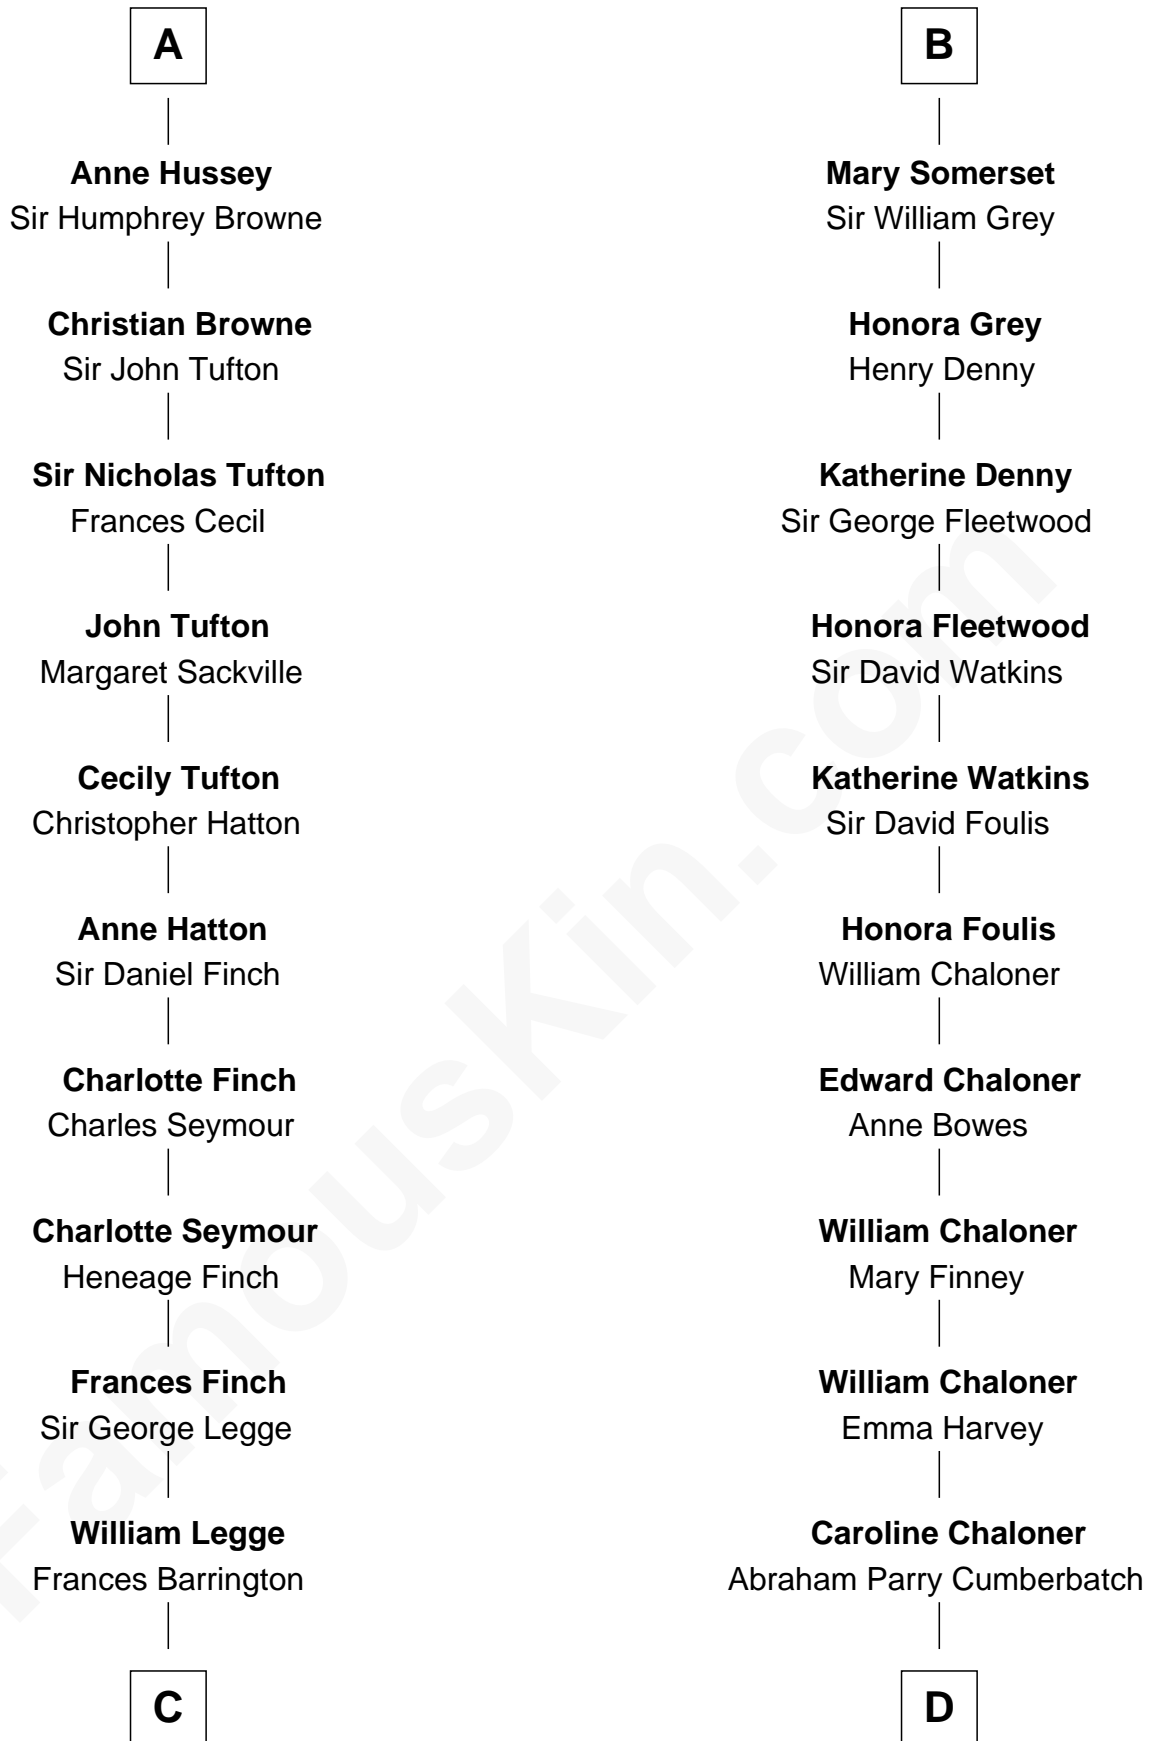 A
Anne Hussey
Sir Humphrey Browne
Christian Browne
Sir John Tufton
Sir Nicholas Tufton
Frances Cecil
John Tufton
Margaret Sackville
Cecily Tufton
Christopher Hatton
Anne Hatton
Sir Daniel Finch
Charlotte Finch
Charles Seymour
Charlotte Seymour
Heneage Finch
Frances Finch
Sir George Legge
William Legge
Frances Barrington
C
B
Mary Somerset
Sir William Grey
Honora Grey
Henry Denny
Katherine Denny
Sir George Fleetwood
Honora Fleetwood
Sir David Watkins
Katherine Watkins
Sir David Foulis
Honora Foulis
William Chaloner
Edward Chaloner
Anne Bowes
William Chaloner
Mary Finney
William Chaloner
Emma Harvey
Caroline Chaloner
Abraham Parry Cumberbatch
D
FamousKin.com